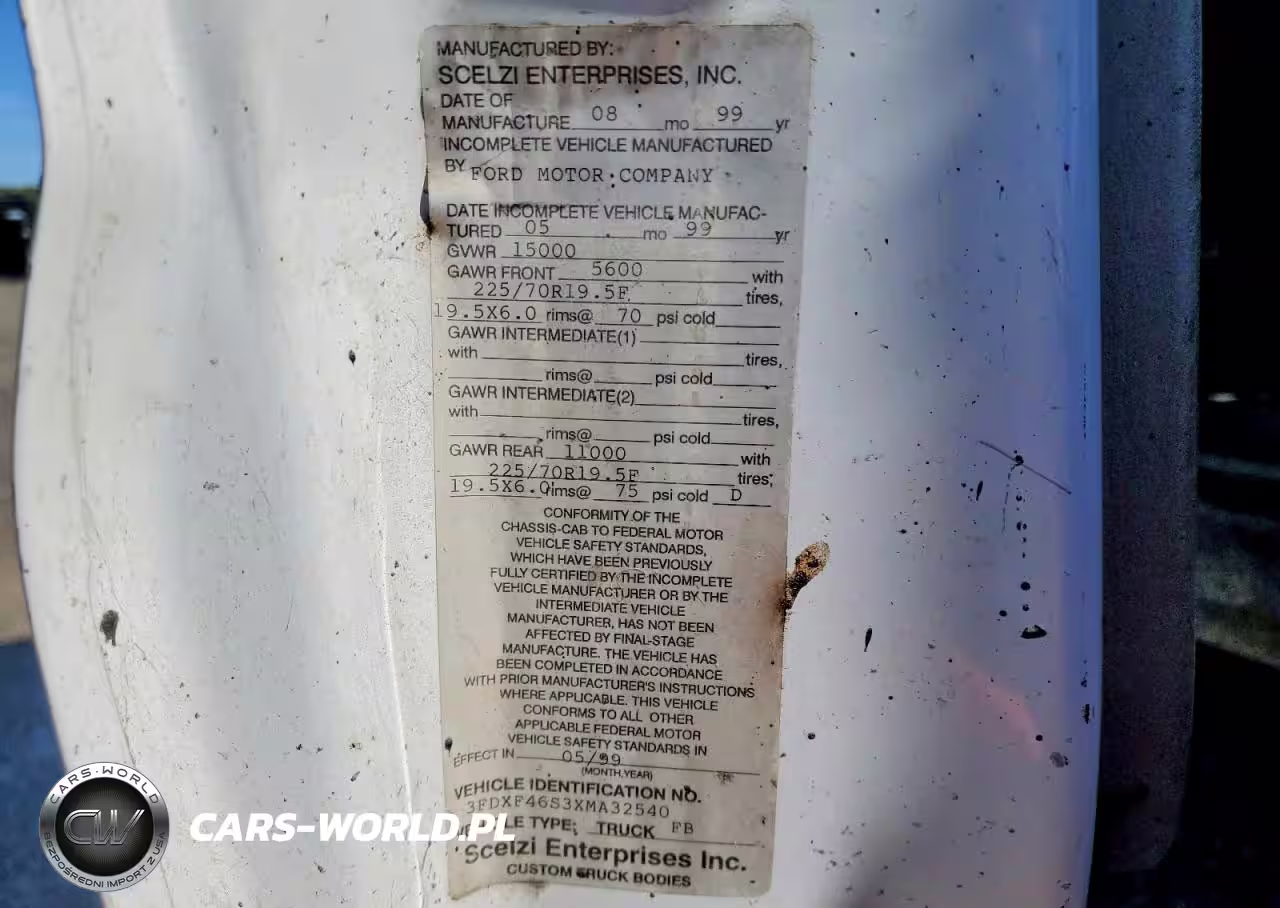 MANUFACTURED BY:
SCELZI ENTERPRISES, INC.
DATE OF
MANUFACTURE 08 mo 99 yr
INCOMPLETE VEHICLE MANUFACTURED
BY FORD MOTOR COMPANY
DATE INCOMPLETE VEHICLE MANUFAC-
TURED 05 mo 99 yr
GVWR 15000
GAWR FRONT 5600 with
225/70R19.5F tires,
19.5X6.0 rims@ 70 psi cold
GAWR INTERMEDIATE(1)
with tires,
rims@ psi cold
GAWR INTERMEDIATE(2)
with tires,
rims@ psi cold
GAWR REAR 11000 with
225/70R19.5F tires,
19.5X6.0 rims@ 75 psi cold D
CONFORMITY OF THE
CHASSIS-CAB TO FEDERAL MOTOR
VEHICLE SAFETY STANDARDS,
WHICH HAVE BEEN PREVIOUSLY
FULLY CERTIFIED BY THE INCOMPLETE
VEHICLE MANUFACTURER OR BY THE
INTERMEDIATE VEHICLE
MANUFACTURER, HAS NOT BEEN
AFFECTED BY FINAL-STAGE
MANUFACTURE. THE VEHICLE HAS
BEEN COMPLETED IN ACCORDANCE
WITH PRIOR MANUFACTURER'S INSTRUCTIONS
WHERE APPLICABLE. THIS VEHICLE
CONFORMS TO ALL OTHER
APPLICABLE FEDERAL MOTOR
VEHICLE SAFETY STANDARDS IN
EFFECT IN 05/99
(MONTH,YEAR)
VEHICLE IDENTIFICATION NO.
3FDXF46S3XMA32540
LE TYPE; TRUCK FB
Scelzi Enterprises Inc.
CUSTOM TRUCK BODIES
CARS-WORLD
CW
BEZPOŚREDNI IMPORT Z USA
CARS-WORLD.PL